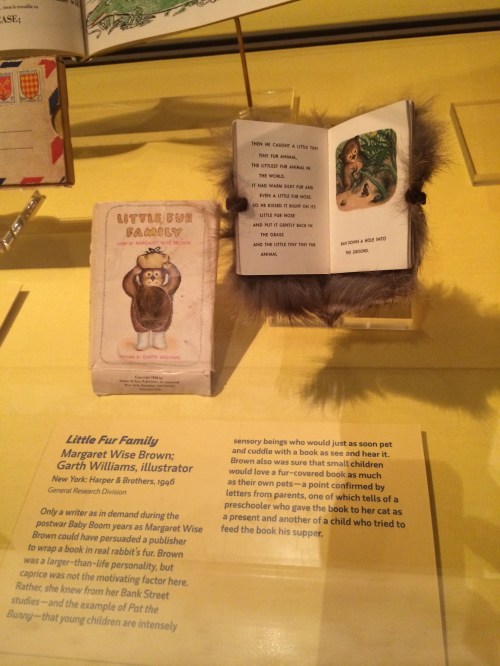 EASE;
LITTLE FUR
FAMILY
STORY BY MARGARET WISE BROWN
PICTURES BY GARTH WILLIAMS
THEN HE CAUGHT A LITTLE TINY
TINY FUR ANIMAL,
THE LITTLEST FUR ANIMAL IN
THE WORLD.
IT HAD WARM SILKY FUR AND
EVEN A LITTLE FUR NOSE.
SO HE KISSED IT RIGHT ON ITS
LITTLE FUR NOSE
AND PUT IT GENTLY BACK IN
THE GRASS
AND THE LITTLE TINY TINY FUR
ANIMAL
RAN DOWN A HOLE INTO
THE GROUND.
Little Fur Family
Margaret Wise Brown;
Garth Williams, illustrator
New York: Harper & Brothers, 1946
General Research Division
Only a writer as in demand during the
postwar Baby Boom years as Margaret Wise
Brown could have persuaded a publisher
to wrap a book in real rabbit's fur. Brown
was a larger-than-life personality, but
caprice was not the motivating factor here.
Rather, she knew from her Bank Street
studies—and the example of Pat the
Bunny—that young children are intensely
sensory beings who would just as soon pet
and cuddle with a book as see and hear it.
Brown also was sure that small children
would love a fur-covered book as much
as their own pets—a point confirmed by
letters from parents, one of which tells of a
preschooler who gave the book to her cat as
a present and another of a child who tried to
feed the book his supper.